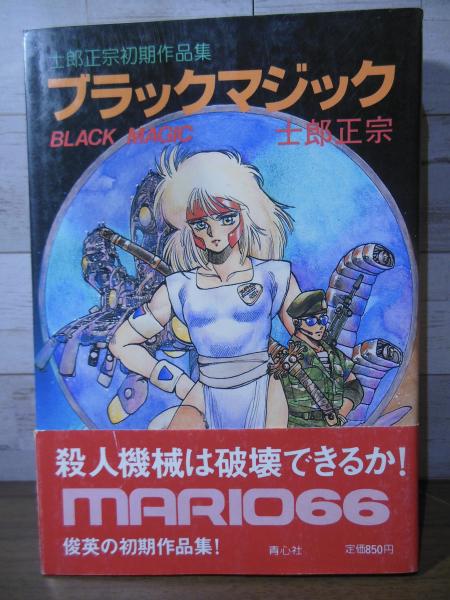 士郎正宗初期作品集
ブラックマジック
BLACK MAGIC
士郎正宗
殺人機械は破壊できるか!
MARIO66
俊英の初期作品集!
青心社
定価850円